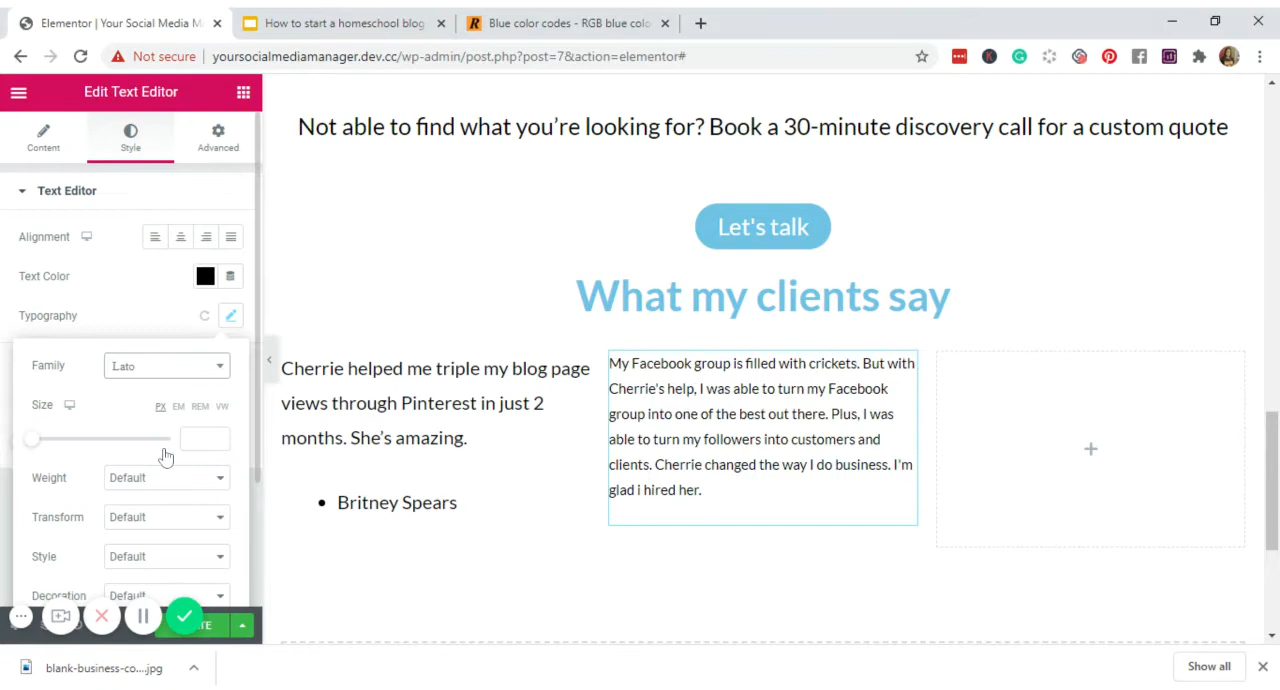 Elementor | Your Social Media M
How to start a homeschool blog
Blue color codes - RGB blue colo
Not secure
yoursocialmediamanager.dev.cc/wp-admin/post.php?post=7&action=elementor#
Edit Text Editor
Content
Style
Advanced
Text Editor
Alignment
Text Color
Typography
Family
Lato
Size
PX EM REM VW
Weight
Default
Transform
Default
Style
Default
Decoration
Default
TE
Not able to find what you’re looking for? Book a 30-minute discovery call for a custom quote
Let's talk
What my clients say
Cherrie helped me triple my blog page
views through Pinterest in just 2
months. She’s amazing.
• Britney Spears
My Facebook group is filled with crickets. But with
Cherrie's help, I was able to turn my Facebook
group into one of the best out there. Plus, I was
able to turn my followers into customers and
clients. Cherrie changed the way I do business. I'm
glad i hired her.
blank-business-co....jpg
Show all